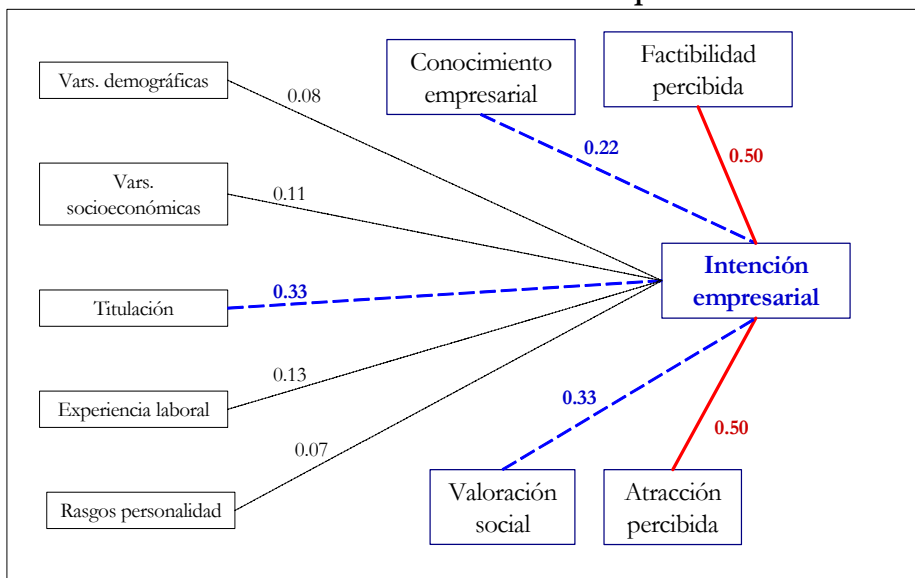 Conocimiento
empresarial
Factibilidad
percibida
Vars. demográficas
0.08
0.22
0.50
Vars.
socioeconómicas
0.11
Intención
empresarial
Titulación
0.33
Experiencia laboral
0.13
0.33
0.50
0.07
Rasgos personalidad
Valoración
social
Atracción
percibida